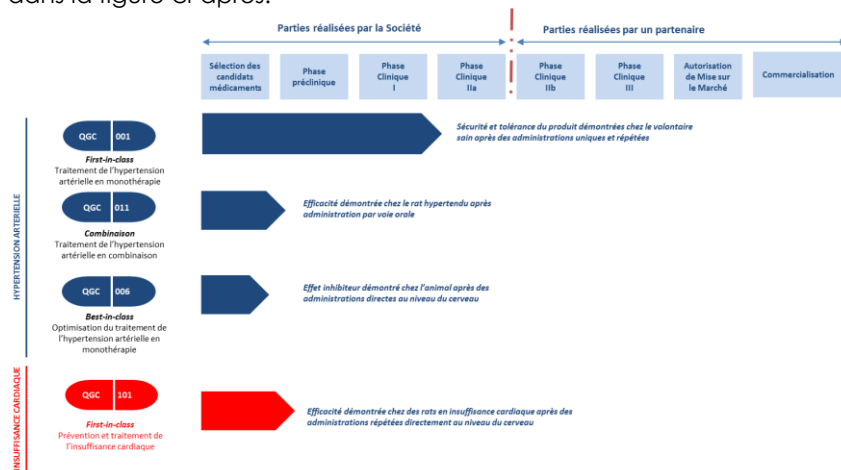 dans la figure ci-après.
Parties réalisées par la Société
Parties réalisées par un partenaire
Sélection des
candidats
médicaments
Phase
préclinique
Phase
Clinique
I
Phase
Clinique
IIa
Phase
Clinique
IIb
Phase
Clinique
III
Autorisation
de Mise sur
le Marché
Commercialisation
HYPERTENSION ARTERIELLE
QGC 001
First-in-class
Traitement de l'hypertension
artérielle en monothérapie
Sécurité et tolérance du produit démontrées chez le volontaire
sain après des administrations uniques et répétées
QGC 011
Combinaison
Traitement de l'hypertension
artérielle en combinaison
Efficacité démontrée chez le rat hypertendu après
administration par voie orale
QGC 006
Best-in-class
Optimisation du traitement de
l'hypertension artérielle en
monothérapie
Effet inhibiteur démontré chez l'animal après des
administrations directes au niveau du cerveau
INSUFFISANCE CARDIAQUE
QGC 101
First-in-class
Prévention et traitement de
l'insuffisance cardiaque
Efficacité démontrée chez des rats en insuffisance cardiaque après des
administrations répétées directement au niveau du cerveau